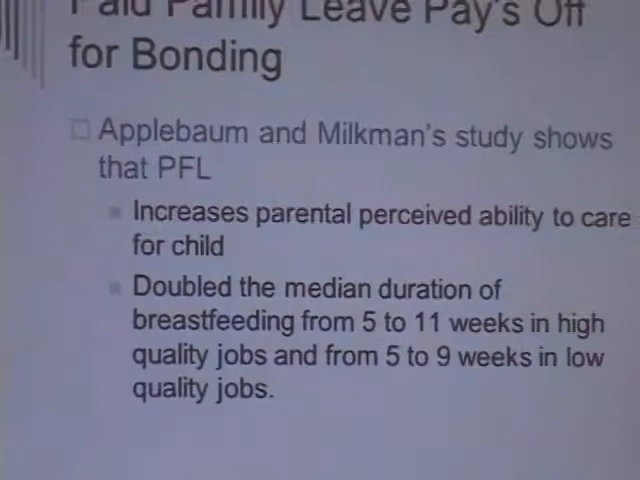 Paid Family Leave Pay's Off
for Bonding
Applebaum and Milkman's study shows
that PFL
Increases parental perceived ability to care
for child
Doubled the median duration of
breastfeeding from 5 to 11 weeks in high
quality jobs and from 5 to 9 weeks in low
quality jobs.